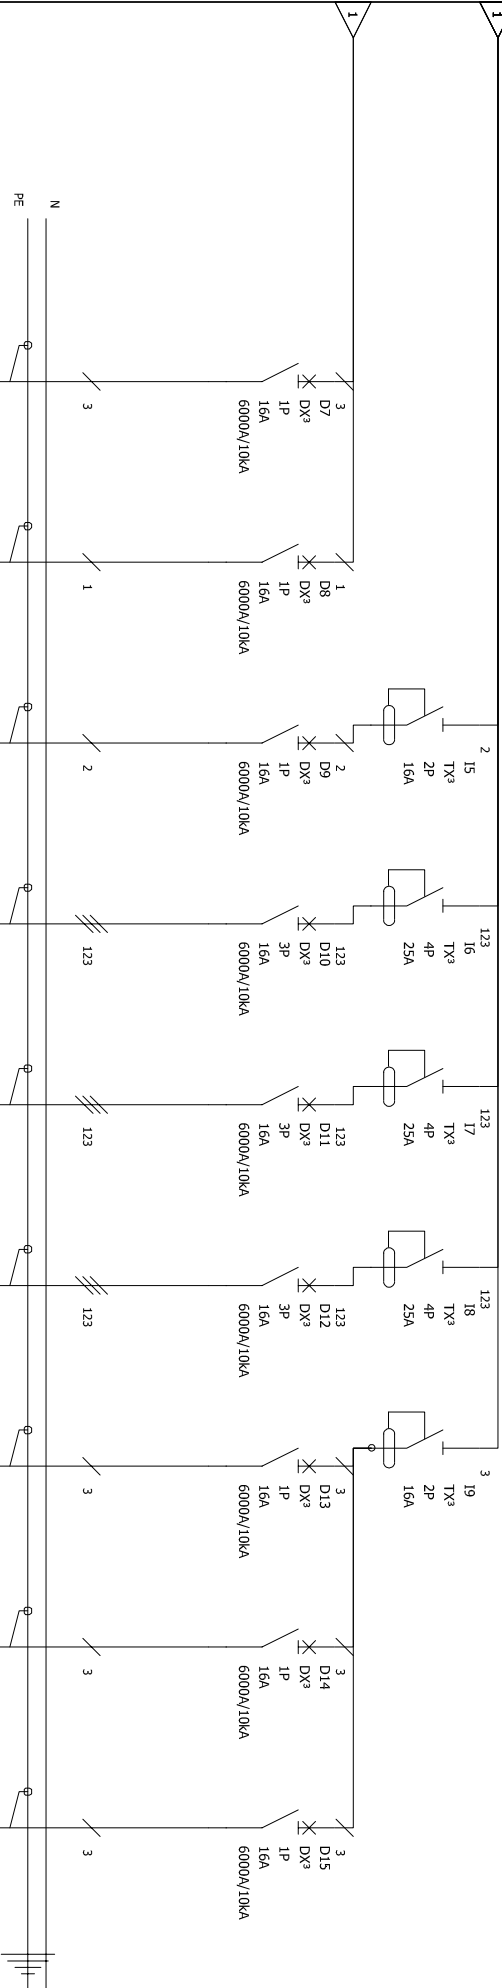 1
1
2
I5
TX³
2P
16A
123
I6
TX³
4P
25A
123
I7
TX³
4P
25A
123
I8
TX³
4P
25A
3
I9
TX³
2P
16A
3
D7
DX³
1P
16A
6000A/10kA
1
D8
DX³
1P
16A
6000A/10kA
2
D9
DX³
1P
16A
6000A/10kA
123
D10
DX³
3P
16A
6000A/10kA
123
D11
DX³
3P
16A
6000A/10kA
123
D12
DX³
3P
16A
6000A/10kA
3
D13
DX³
1P
16A
6000A/10kA
3
D14
DX³
1P
16A
6000A/10kA
3
D15
DX³
1P
16A
6000A/10kA
3
1
2
123
123
123
3
3
3
N
PE